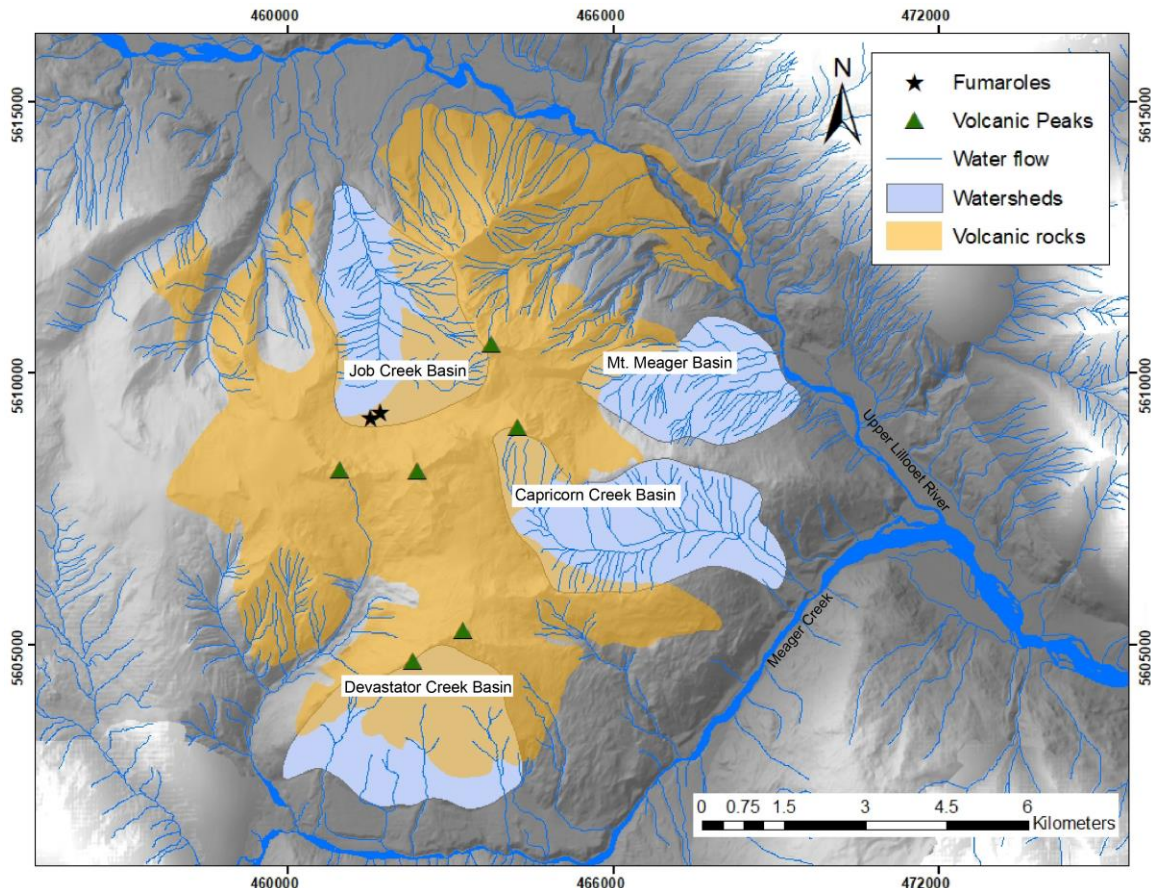 460000
466000
472000
5615000
5615000
N
Fumaroles
Volcanic Peaks
Water flow
Watersheds
Volcanic rocks
Job Creek Basin
Mt. Meager Basin
5610000
5610000
Upper Lillooet River
Capricorn Creek Basin
Meager Creek
5605000
5605000
Devastator Creek Basin
0 0.75 1.5 3 4.5 6
Kilometers
460000
466000
472000